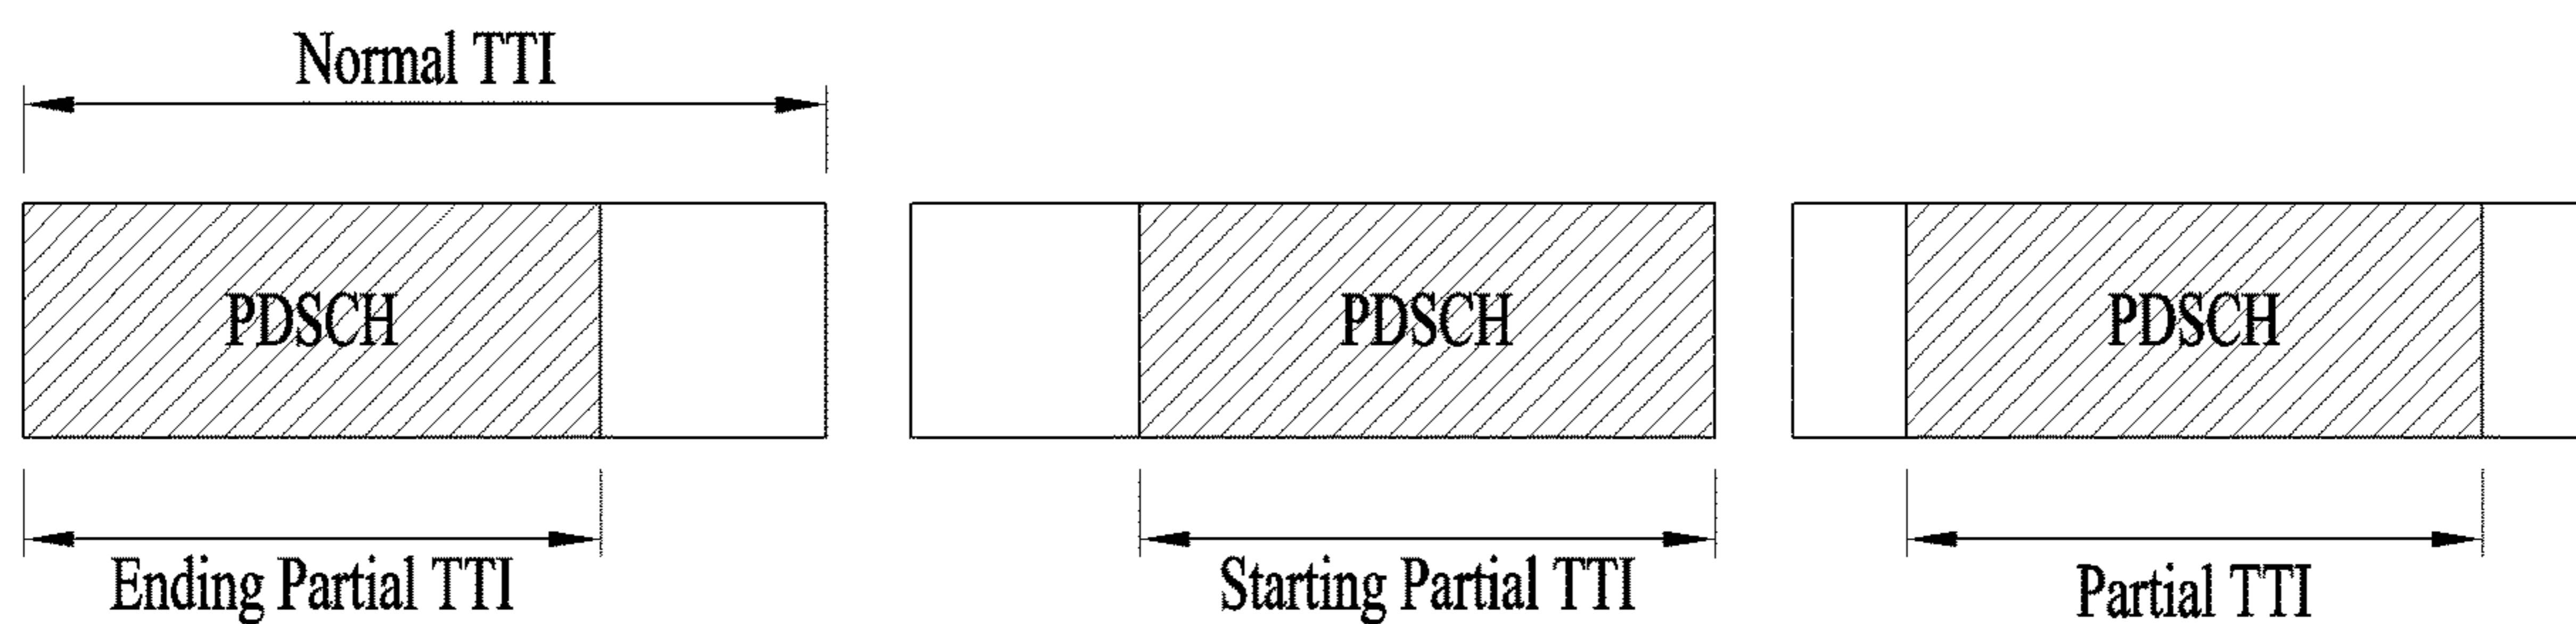 Normal TTI
PDSCH
PDSCH
PDSCH
Ending Partial TTI
Starting Partial TTI
Partial TTI